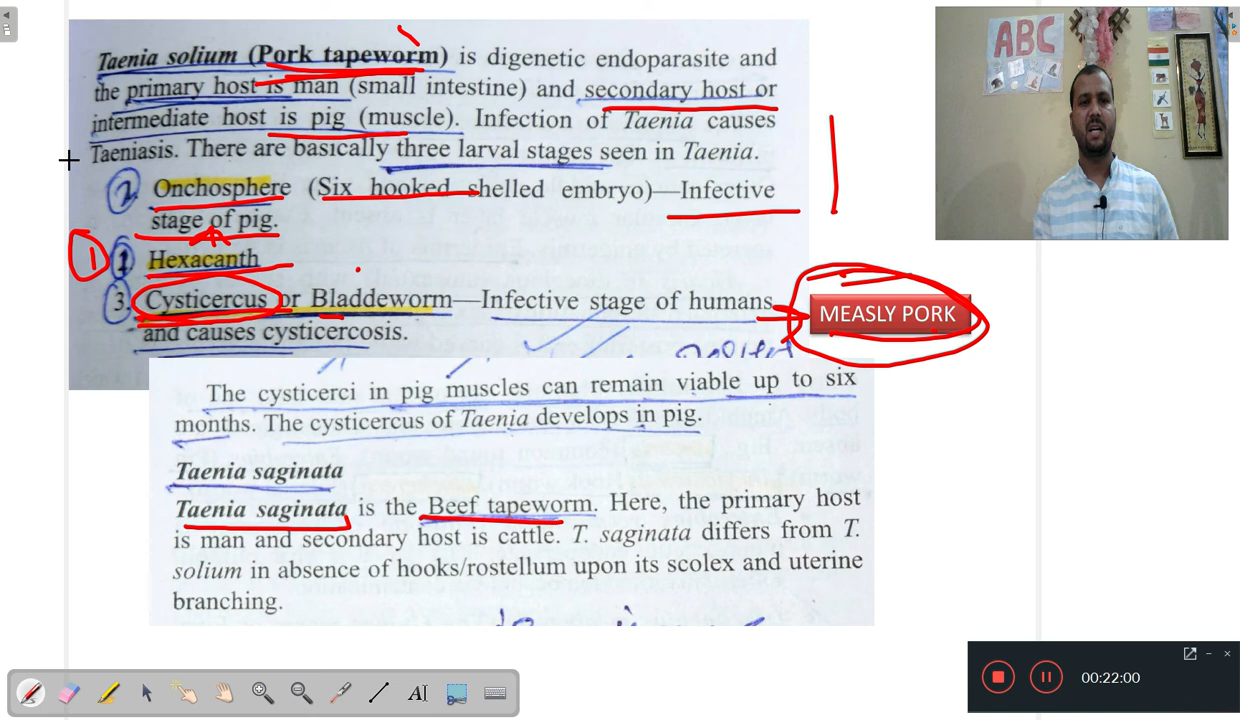 Taenia solium (Pork tapeworm) is digenetic endoparasite and
the primary host is man (small intestine) and secondary host or
intermediate host is pig (muscle). Infection of Taenia causes
Taeniasis. There are basically three larval stages seen in Taenia.
2. Onchosphere (Six hooked shelled embryo)—Infective
stage of pig.
1 Hexacanth
3. Cysticercus or Bladdeworm—Infective stage of humans
and causes cysticercosis.
MEASLY PORK
The cysticerci in pig muscles can remain viable up to six
months. The cysticercus of Taenia develops in pig.
Taenia saginata
Taenia saginata is the Beef tapeworm. Here, the primary host
is man and secondary host is cattle. T. saginata differs from T.
solium in absence of hooks/rostellum upon its scolex and uterine
branching.
ABC
AI
00:22:00